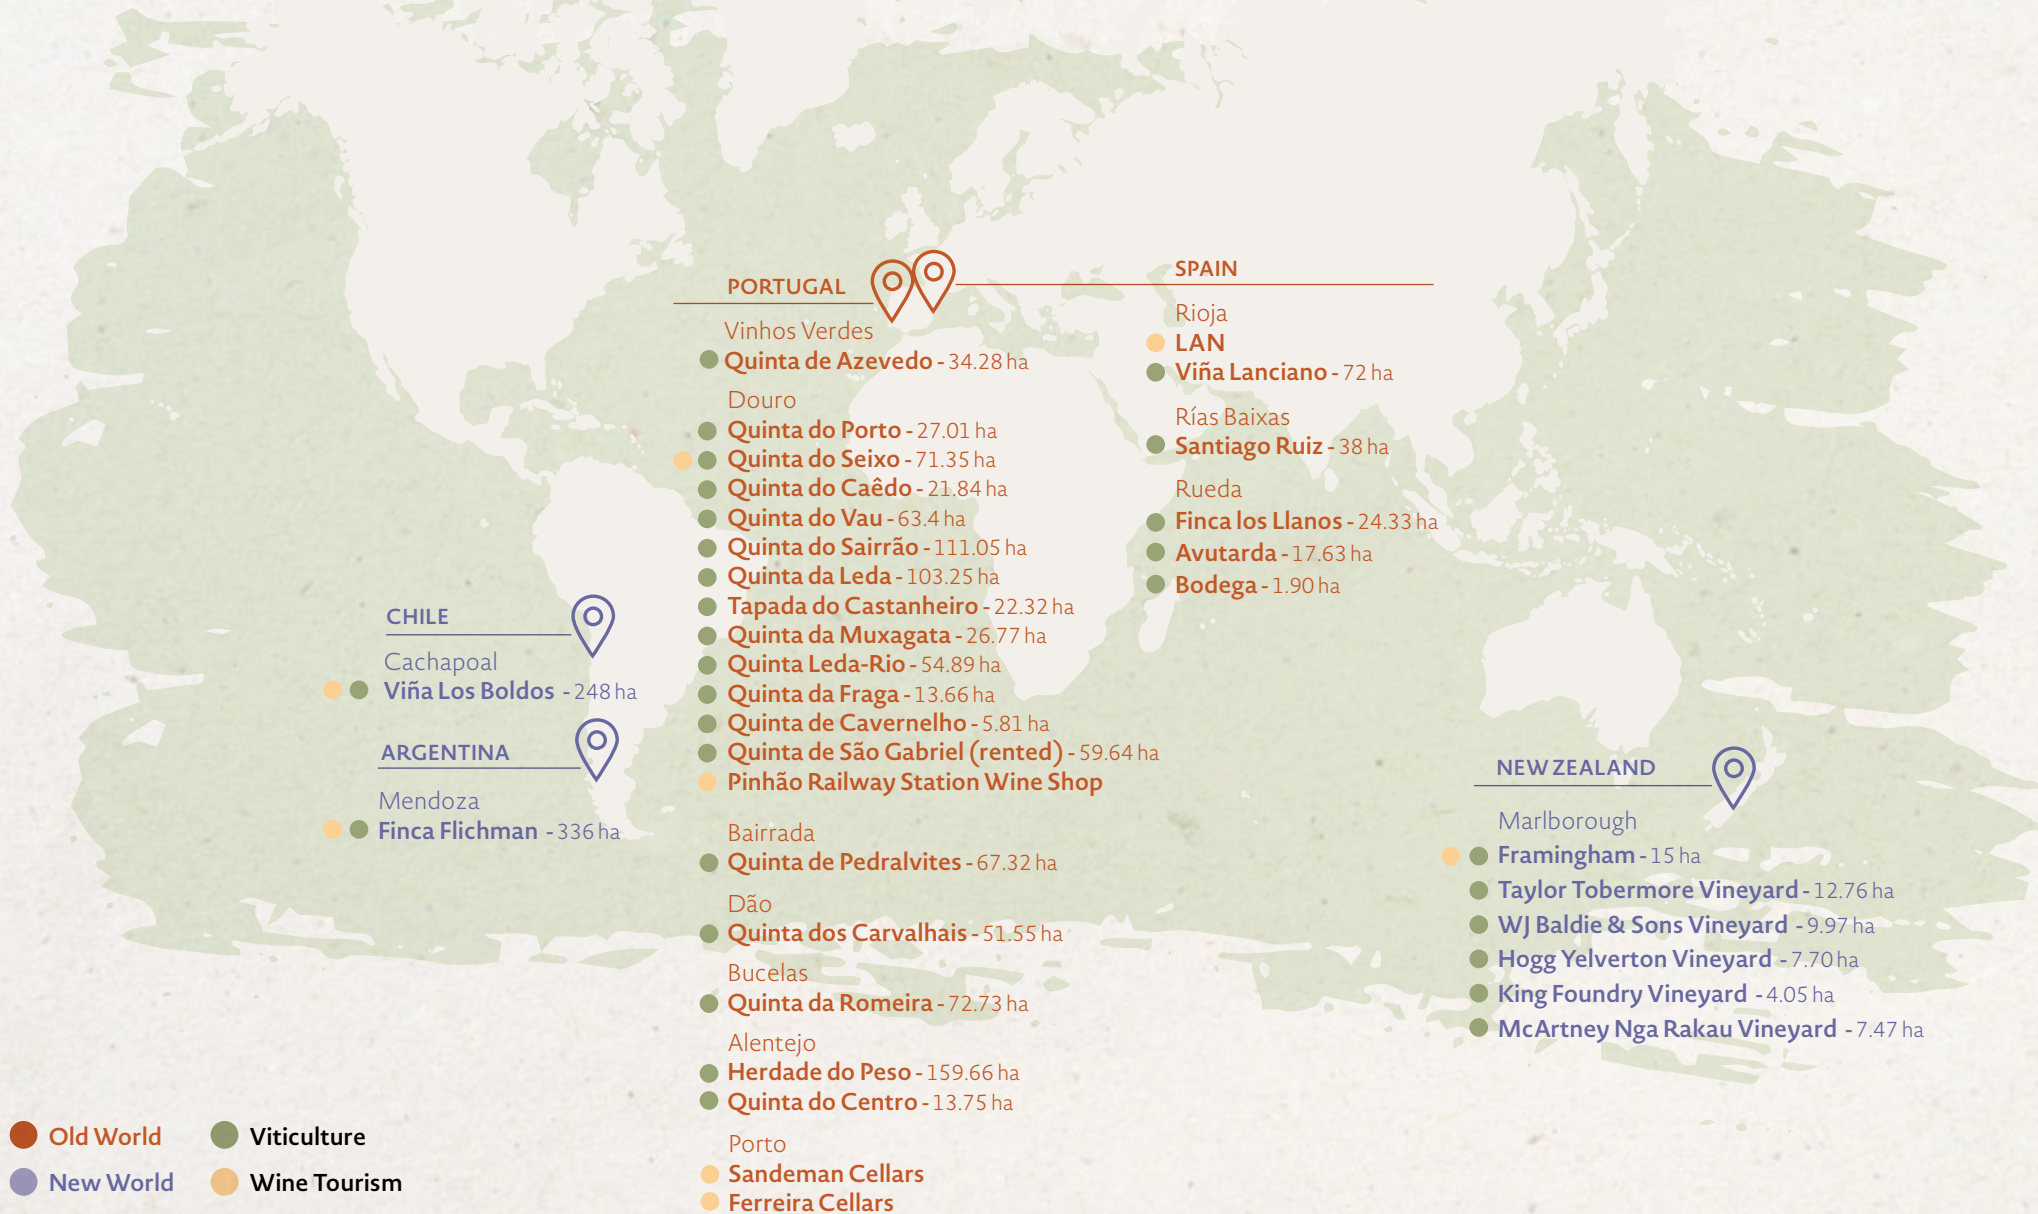 PORTUGAL
Vinhos Verdes
Quinta de Azevedo - 34.28 ha
Douro
Quinta do Porto - 27.01 ha
Quinta do Seixo - 71.35 ha
Quinta do Caêdo - 21.84 ha
Quinta do Vau - 63.4 ha
Quinta do Sairrão - 111.05 ha
Quinta da Leda - 103.25 ha
Tapada do Castanheiro - 22.32 ha
Quinta da Muxagata - 26.77 ha
Quinta Leda-Rio - 54.89 ha
Quinta da Fraga - 13.66 ha
Quinta de Cavernelho - 5.81 ha
Quinta de São Gabriel (rented) - 59.64 ha
Pinhão Railway Station Wine Shop
Bairrada
Quinta de Pedralvites - 67.32 ha
Dão
Quinta dos Carvalhais - 51.55 ha
Bucelas
Quinta da Romeira - 72.73 ha
Alentejo
Herdade do Peso - 159.66 ha
Quinta do Centro - 13.75 ha
Porto
Sandeman Cellars
Ferreira Cellars
SPAIN
Rioja
LAN
Viña Lanciano - 72 ha
Rías Baixas
Santiago Ruiz - 38 ha
Rueda
Finca los Llanos - 24.33 ha
Avutarda - 17.63 ha
Bodega - 1.90 ha
CHILE
Cachapoal
Viña Los Boldos - 248 ha
ARGENTINA
Mendoza
Finca Flichman - 336 ha
NEW ZEALAND
Marlborough
Framingham - 15 ha
Taylor Tobermore Vineyard - 12.76 ha
WJ Baldie & Sons Vineyard - 9.97 ha
Hogg Yelverton Vineyard - 7.70 ha
King Foundry Vineyard - 4.05 ha
McArtney Nga Rakau Vineyard - 7.47 ha
Old World
Viticulture
New World
Wine Tourism